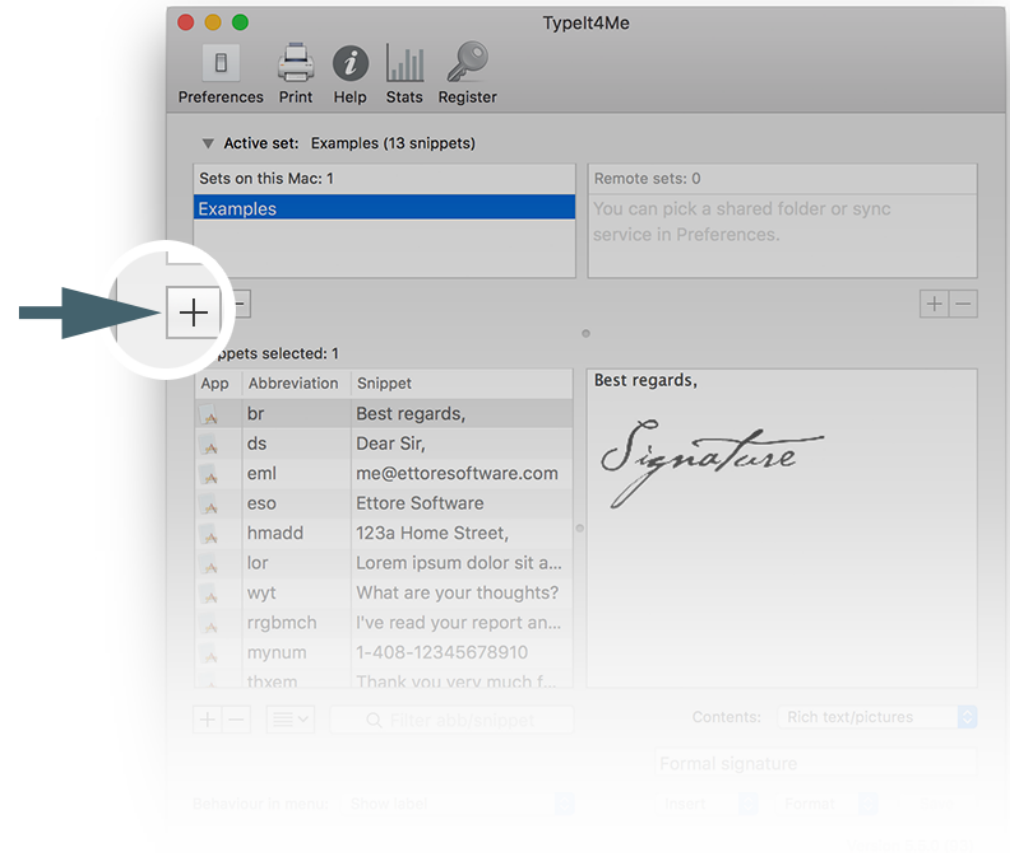 TypeIt4Me
Preferences Print Help Stats Register
Active set: Examples (13 snippets)
Sets on this Mac: 1
Remote sets: 0
Examples
You can pick a shared folder or sync
service in Preferences.
selected: 1
App Abbreviation Snippet
br Best regards,
ds Dear Sir,
eml me@ettoresoftware.com
eso Ettore Software
hmadd 123a Home Street,
lor Lorem ipsum dolor sit a...
wyt What are your thoughts?
rrgbmch I've read your report an...
mynum 1-408-12345678910
thxem Thank you very much f...
Best regards,
Signature
Filter abb/snippet
Contents: Rich text/pictures
Formal signature
Behaviour in menu: Show label
Insert Format